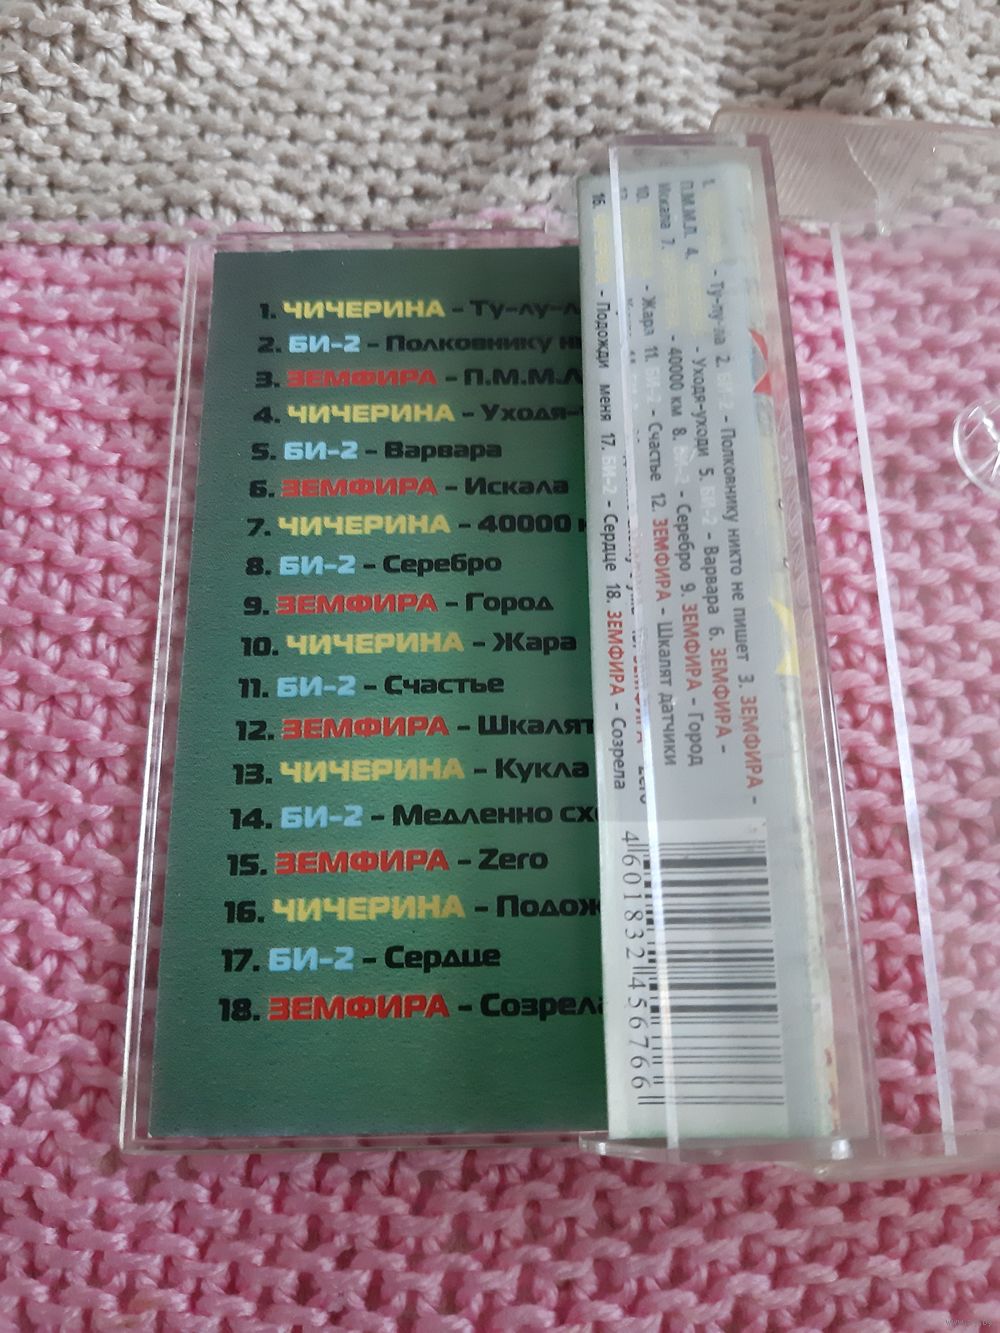 1. ЧИЧЕРИНА - Ту-лу-л
2. БИ-2 - Полковнику
3. ЗЕМФИРА - П.М.М.Л
4. ЧИЧЕРИНА - Уходя-
5. БИ-2 - Варвара
6. ЗЕМФИРА - Искала
7. ЧИЧЕРИНА - 40000
8. БИ-2 - Серебро
9. ЗЕМФИРА - Город
10. ЧИЧЕРИНА - Жара
11. БИ-2 - Счастье
12. ЗЕМФИРА - Шкалят
13. ЧИЧЕРИНА - Кукла
14. БИ-2 - Медленно сх
15. ЗЕМФИРА - Zero
16. ЧИЧЕРИНА - Подож
17. БИ-2 - Сердце
18. ЗЕМФИРА - Созрела
1. - Ту-лу-ла 2. БИ-2 - Полковнику никто не пишет 3. ЗЕМФИРА -
П.М.М.Л. 4. - Уходя-уходи 5. БИ-2 - Варвара 6. ЗЕМФИРА -
Искала 7. - 40000 км 8. БИ-2 - Серебро 9. ЗЕМФИРА - Город
10. - Жара 11. БИ-2 - Счастье 12. ЗЕМФИРА - Шкалят датчики
Zero
16. - Подожди меня 17. БИ-2 - Сердце 18. ЗЕМФИРА - Созрела
4 601832 456766